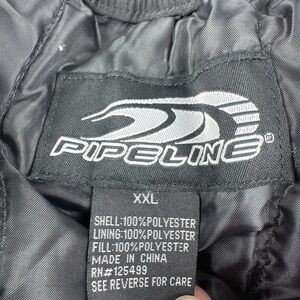 PIPELINE®
XXL
SHELL:100%POLYESTER
LINING:100%POLYESTER
FILL:100%POLYESTER
MADE IN CHINA
RN#125499
SEE REVERSE FOR CARE